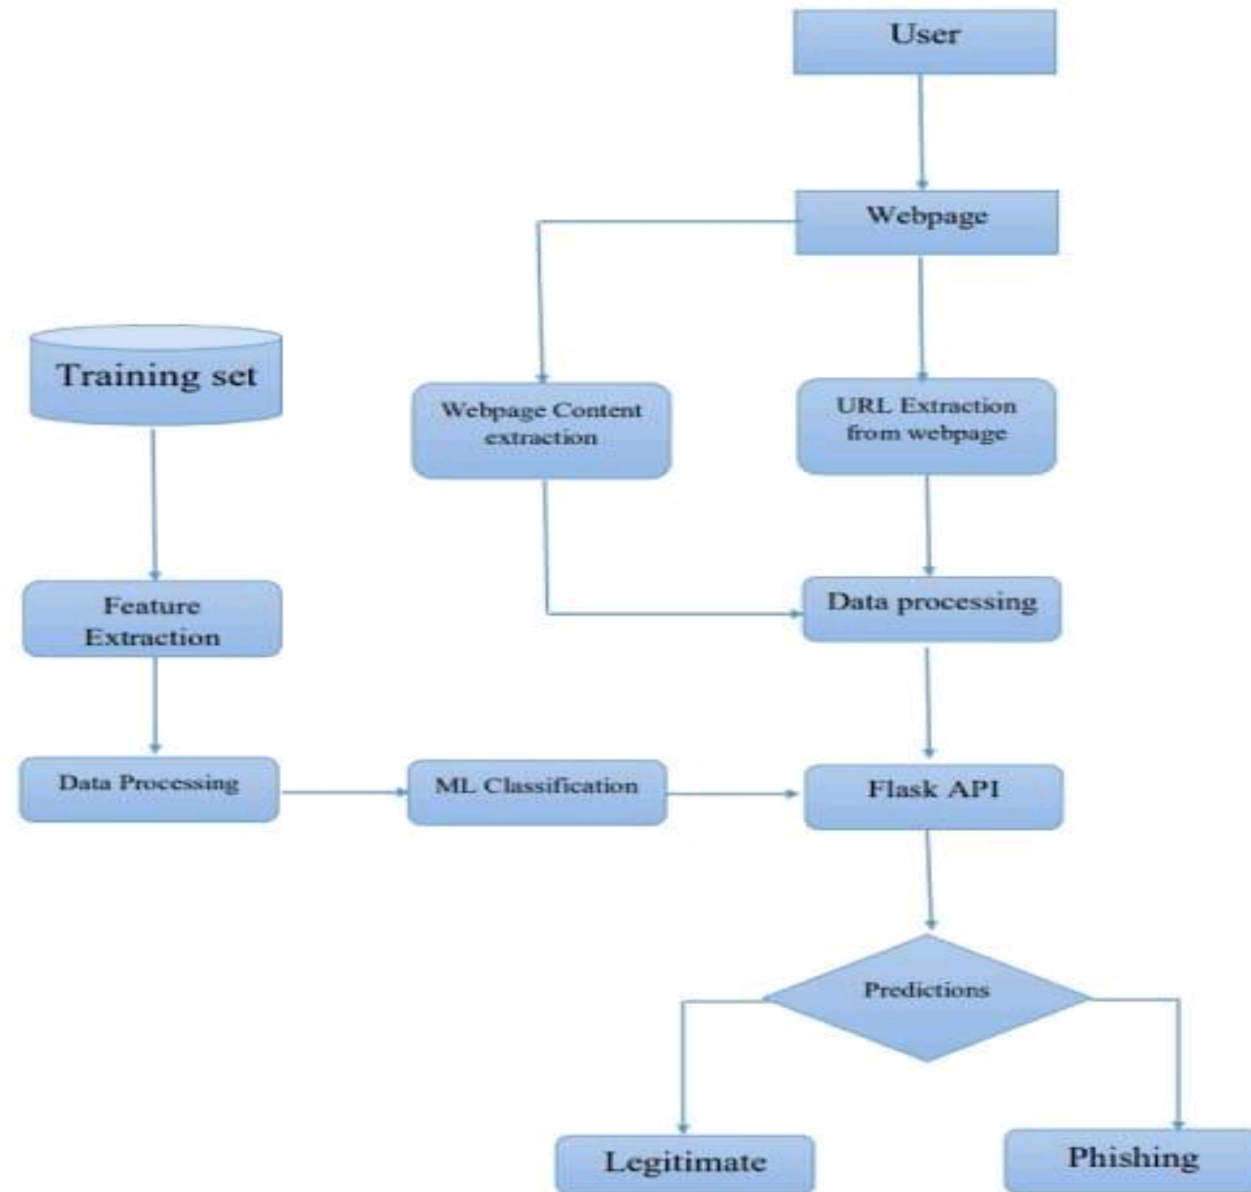 User
Webpage
Training set
Webpage Content
extraction
URL Extraction
from webpage
Feature
Extraction
Data processing
Data Processing
ML Classification
Flask API
Predictions
Legitimate
Phishing